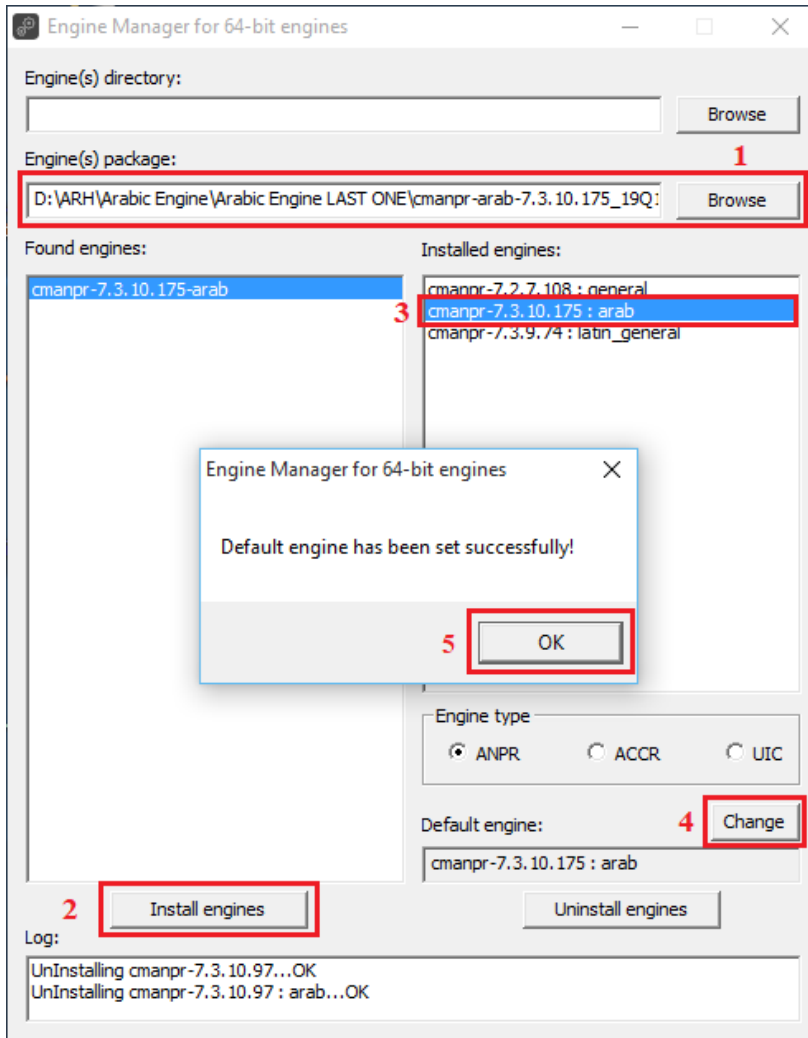 Engine Manager for 64-bit engines
Engine(s) directory:
Browse
Engine(s) package:
1
D:\ARH\Arabic Engine\Arabic Engine LAST ONE\cmanpr-arab-7.3.10.175_19Q1
Browse
Found engines:
Installed engines:
cmanpr-7.3.10.175-arab
cmanpr-7.2.7.108 : general
3
cmanpr-7.3.10.175 : arab
cmanpr-7.3.9.74 : latin_general
Engine Manager for 64-bit engines
Default engine has been set successfully!
5
OK
Engine type
ANPR
ACCR
UIC
Default engine:
4
Change
cmanpr-7.3.10.175 : arab
2
Install engines
Uninstall engines
Log:
UnInstalling cmanpr-7.3.10.97...OK
UnInstalling cmanpr-7.3.10.97 : arab...OK